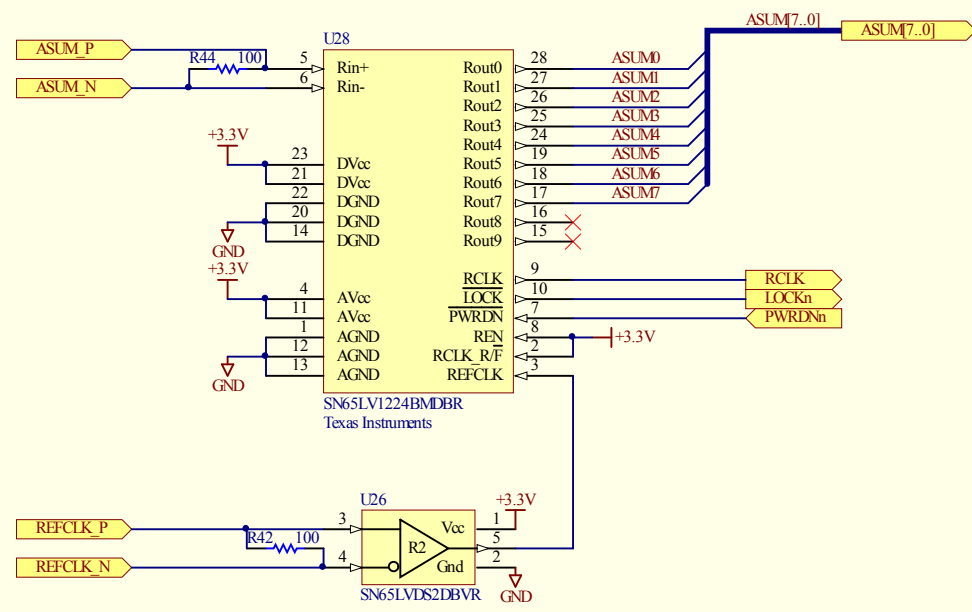 ASUM[7..0]
ASUM[7..0]
U28
ASUM_P
R44 100
ASUM_N
5 Rin+
6 Rin-
Rout0 28 ASUM0
Rout1 27 ASUM1
Rout2 26 ASUM2
Rout3 25 ASUM3
Rout4 24 ASUM4
Rout5 19 ASUM5
Rout6 18 ASUM6
Rout7 17 ASUM7
Rout8 16
Rout9 15
+3.3V
23 DVcc
21 DVcc
22 DGND
20 DGND
14 DGND
GND
+3.3V
4 AVcc
11 AVcc
1 AGND
12 AGND
13 AGND
GND
RCLK 9 RCLK
LOCK 10 LOCKn
PWRDN 7 PWRDNn
REN 8 +3.3V
RCLK_R/F 2
REFCLK 3
SN65LV1224BMDBR
Texas Instruments
U26
REFCLK_P
R42 100
REFCLK_N
3
4
R2
Vcc 1 +3.3V
5
Gnd 2
GND
SN65LVDS2DBVR